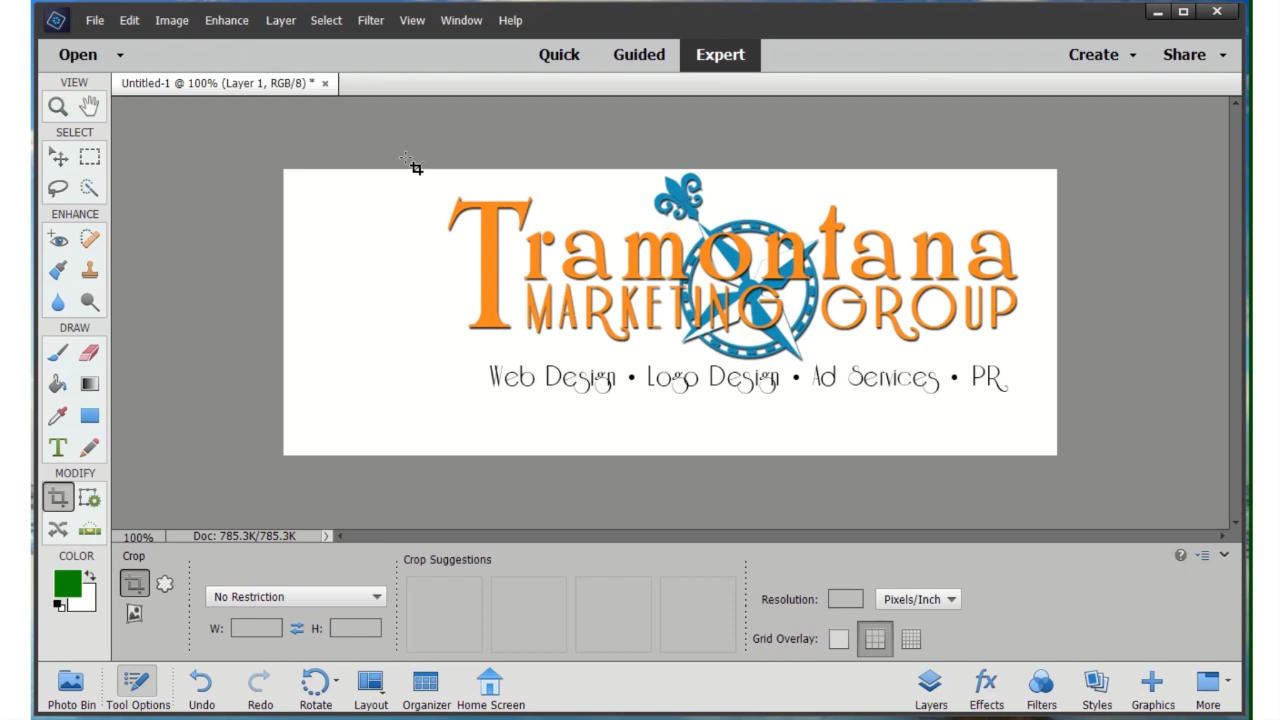 File Edit Image Enhance Layer Select Filter View Window Help
Open Quick Guided Expert Create Share
VIEW Untitled-1 @ 100% (Layer 1, RGB/8) * ×
SELECT
ENHANCE
DRAW
MODIFY
COLOR
Tramontana
MARKETING GROUP
Web Design • Logo Design • Ad Services • PR
100% Doc: 785.3K/785.3K
Crop
No Restriction
W: H:
Crop Suggestions
Resolution: Pixels/Inch
Grid Overlay:
Photo Bin Tool Options Undo Redo Rotate Layout Organizer Home Screen Layers Effects Filters Styles Graphics More